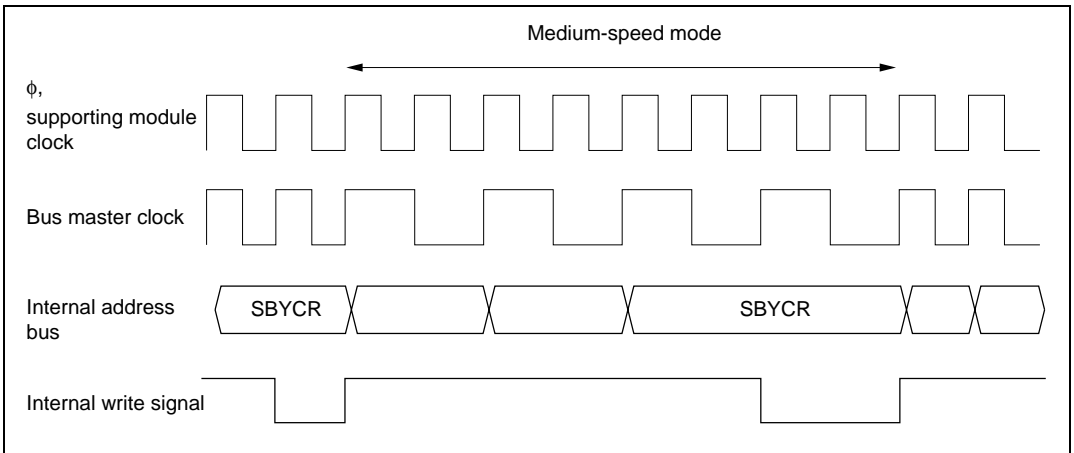 Medium-speed mode
ϕ,
supporting module
clock
Bus master clock
Internal address
bus
SBYCR
SBYCR
Internal write signal